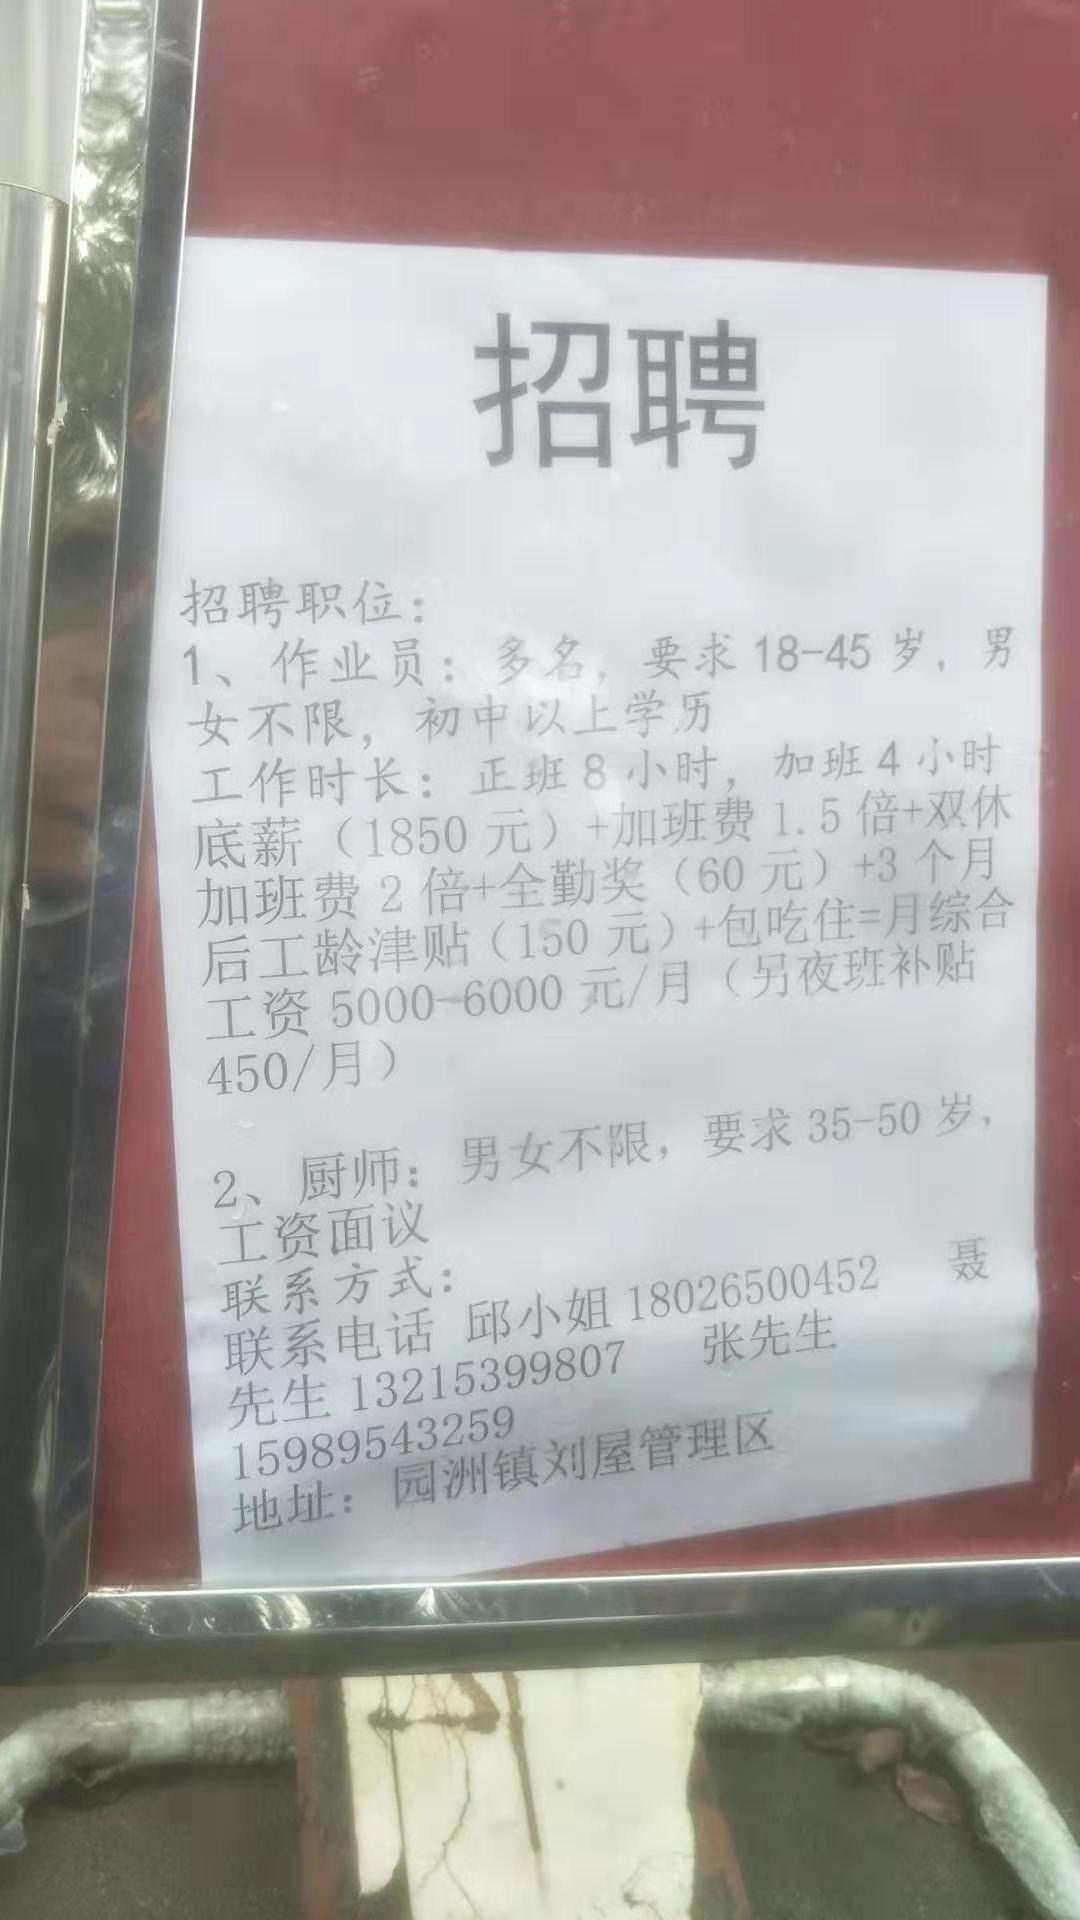 招聘
招聘职位：
1、作业员：多名，要求 18-45 岁，男
女不限，初中以上学历
工作时长：正班 8 小时，加班 4 小时
底薪（1850 元）+加班费 1.5 倍+双休
加班费 2 倍+全勤奖（60 元）+3 个月
后工龄津贴（150 元）+包吃住=月综合
工资 5000-6000 元/月（另夜班补贴
450/月）
2、厨师：男女不限，要求 35-50 岁，
工资面议
联系方式：
联系电话 邱小姐 18026500452 聂
先生 13215399807 张先生
15989543259
地址：园洲镇刘屋管理区